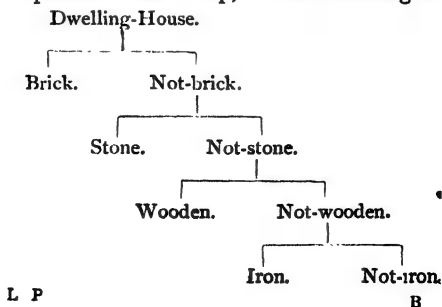 Dwelling-House.
Brick. Not-brick.
Stone. Not-stone.
Wooden. Not-wooden.
Iron. Not-iron.
L P B